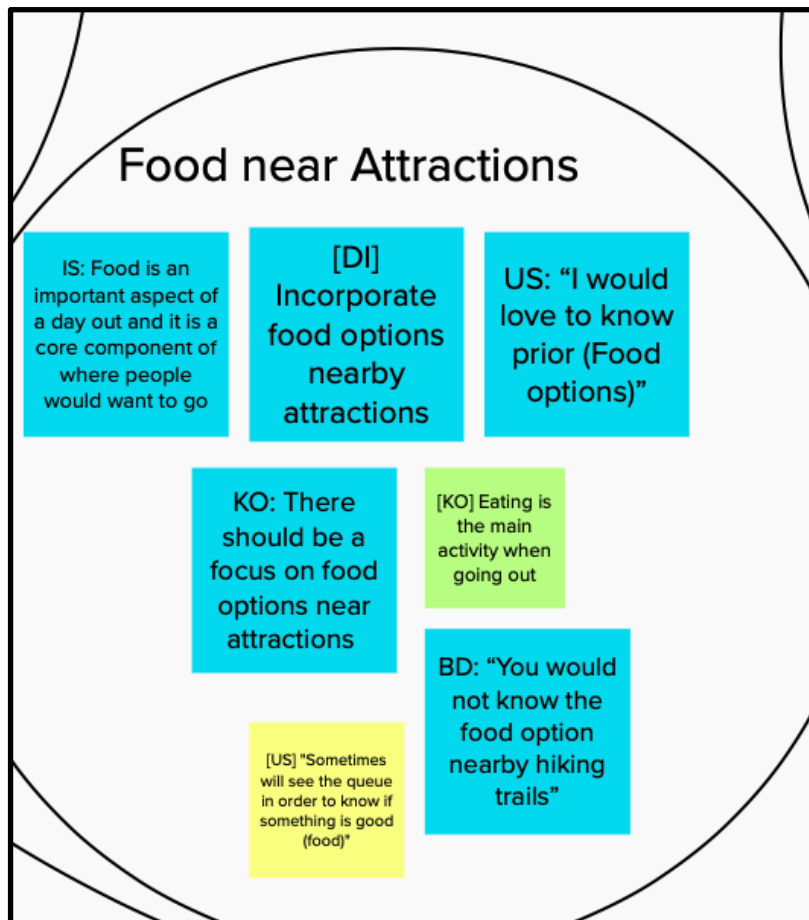 Food near Attractions
IS: Food is an
important aspect of
a day out and it is a
core component of
where people
would want to go
[DI]
Incorporate
food options
nearby
attractions
US: “I would
love to know
prior (Food
options)”
KO: There
should be a
focus on food
options near
attractions
[KO] Eating is
the main
activity when
going out
BD: “You would
not know the
food option
nearby hiking
trails”
[US] "Sometimes
will see the queue
in order to know if
something is good
(food)"